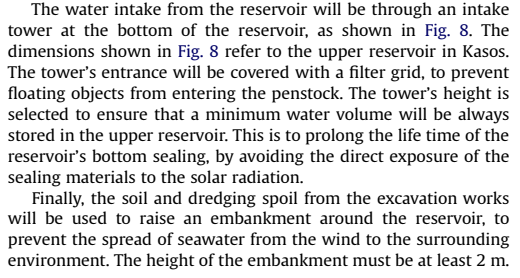 The water intake from the reservoir will be through an intake
tower at the bottom of the reservoir, as shown in Fig. 8. The
dimensions shown in Fig. 8 refer to the upper reservoir in Kasos.
The tower's entrance will be covered with a filter grid, to prevent
floating objects from entering the penstock. The tower's height is
selected to ensure that a minimum water volume will be always
stored in the upper reservoir. This is to prolong the life time of the
reservoir's bottom sealing, by avoiding the direct exposure of the
sealing materials to the solar radiation.
Finally, the soil and dredging spoil from the excavation works
will be used to raise an embankment around the reservoir, to
prevent the spread of seawater from the wind to the surrounding
environment. The height of the embankment must be at least 2 m.